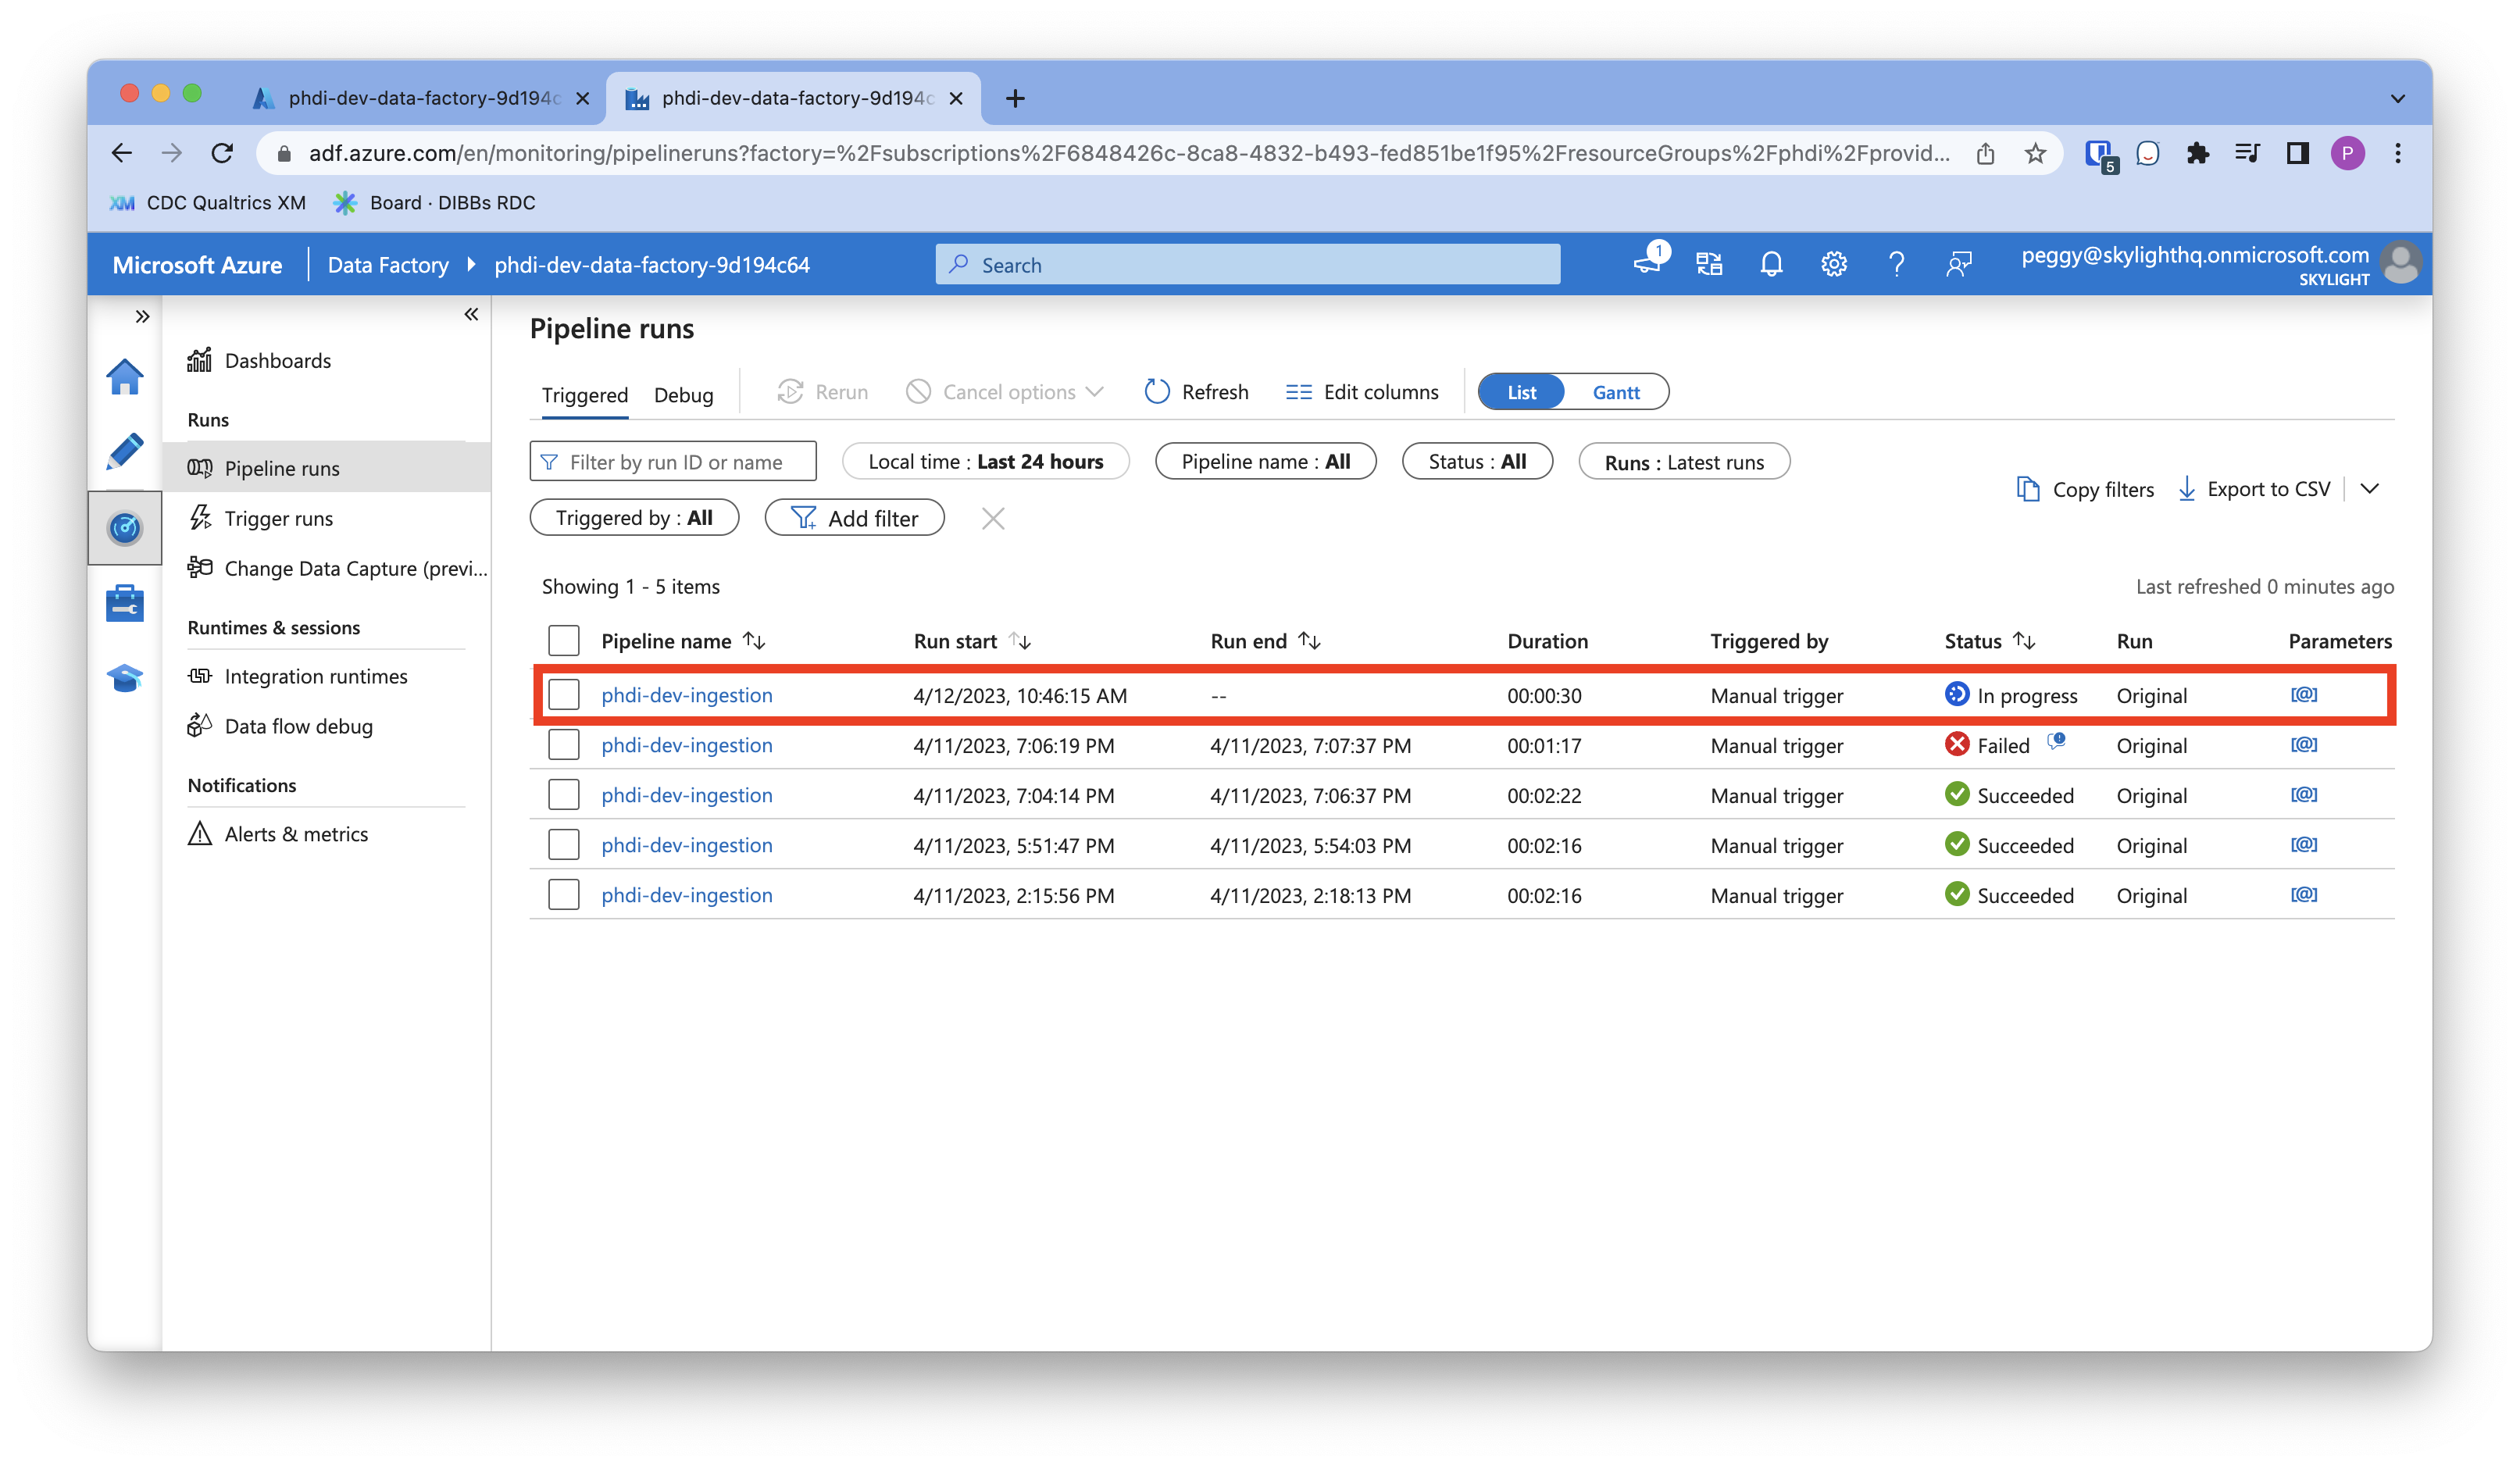 phdi-dev-data-factory-9d194c
phdi-dev-data-factory-9d194c
adf.azure.com/en/monitoring/pipelineruns?factory=%2Fsubscriptions%2F6848426c-8ca8-4832-b493-fed851be1f95%2FresourceGroups%2Fphdi%2Fprovid...
5
P
XM CDC Qualtrics XM
Board · DIBBs RDC
Microsoft Azure
Data Factory
phdi-dev-data-factory-9d194c64
Search
1
peggy@skylighthq.onmicrosoft.com
SKYLIGHT
Dashboards
Runs
Pipeline runs
Trigger runs
Change Data Capture (previ...
Runtimes & sessions
Integration runtimes
Data flow debug
Notifications
Alerts & metrics
Pipeline runs
Triggered Debug Rerun Cancel options Refresh Edit columns List Gantt
Filter by run ID or name Local time : Last 24 hours Pipeline name : All Status : All Runs : Latest runs
Triggered by : All Add filter
Copy filters Export to CSV
Showing 1 - 5 items
Last refreshed 0 minutes ago
Pipeline name Run start Run end Duration Triggered by Status Run Parameters
phdi-dev-ingestion 4/12/2023, 10:46:15 AM -- 00:00:30 Manual trigger In progress Original [@]
phdi-dev-ingestion 4/11/2023, 7:06:19 PM 4/11/2023, 7:07:37 PM 00:01:17 Manual trigger Failed Original [@]
phdi-dev-ingestion 4/11/2023, 7:04:14 PM 4/11/2023, 7:06:37 PM 00:02:22 Manual trigger Succeeded Original [@]
phdi-dev-ingestion 4/11/2023, 5:51:47 PM 4/11/2023, 5:54:03 PM 00:02:16 Manual trigger Succeeded Original [@]
phdi-dev-ingestion 4/11/2023, 2:15:56 PM 4/11/2023, 2:18:13 PM 00:02:16 Manual trigger Succeeded Original [@]